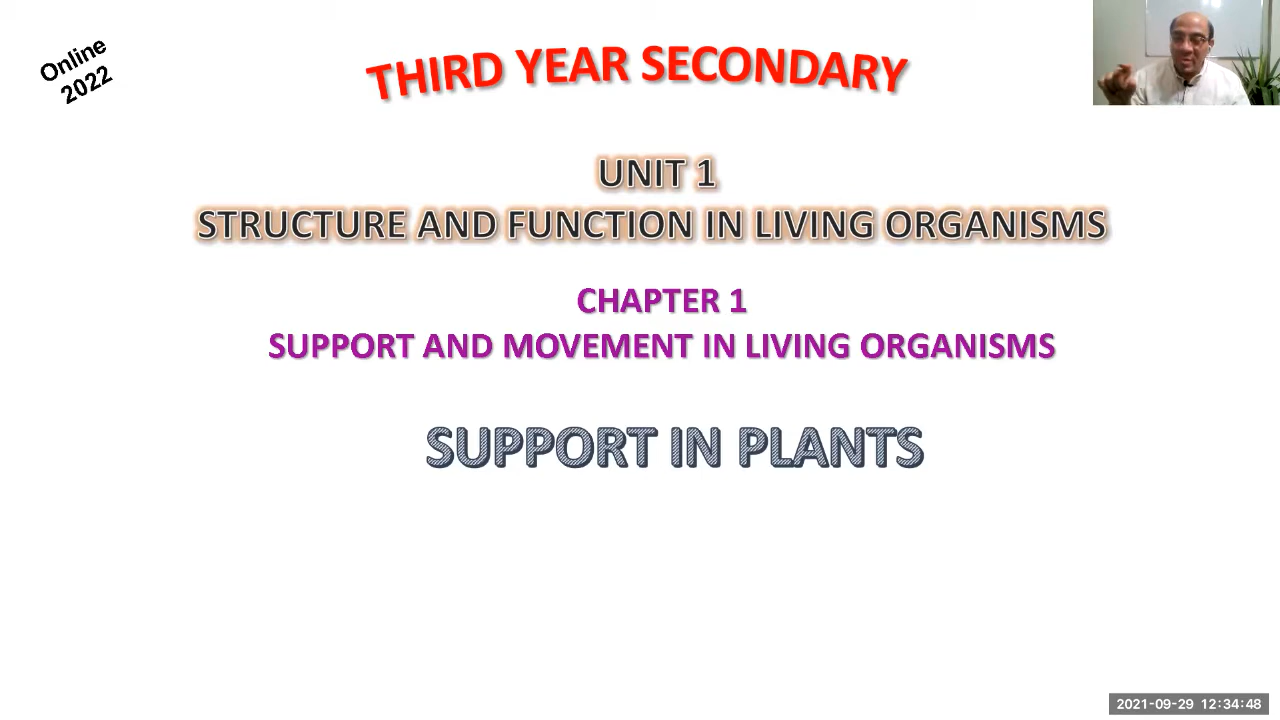 Online
2022
THIRD YEAR SECONDARY
UNIT 1
STRUCTURE AND FUNCTION IN LIVING ORGANISMS
CHAPTER 1
SUPPORT AND MOVEMENT IN LIVING ORGANISMS
SUPPORT IN PLANTS
2021-09-29 12:34:48